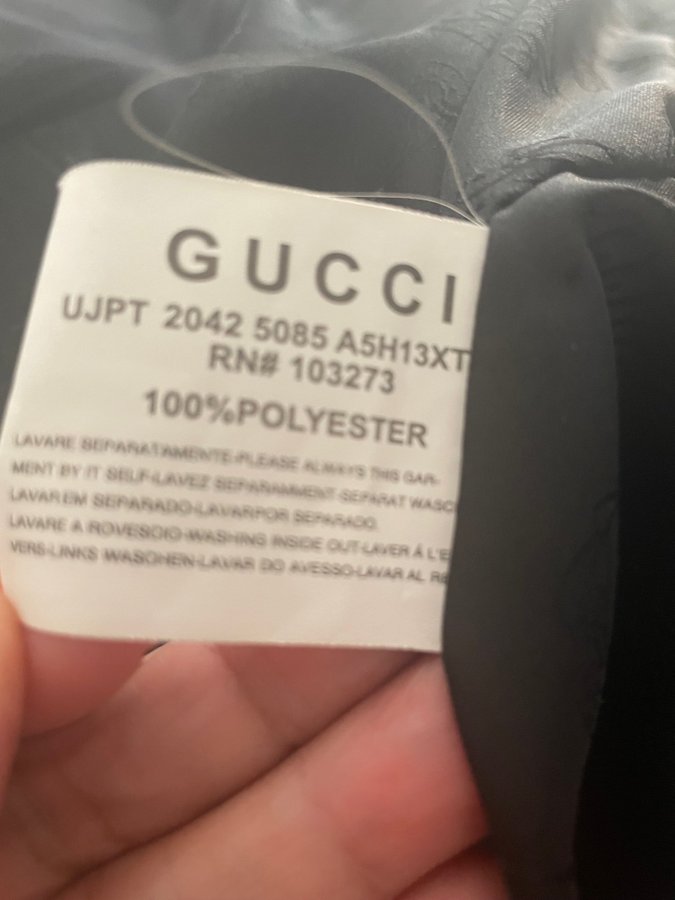 GUCCI
UJPT 2042 5085 A5H13XT
RN# 103273
100%POLYESTER
LAVARE SEPARATAMENTE-PLEASE ALWAYS THIS GAR-
MENT BY IT SELF-LAVEZ SEPARAMMENT-SEPARAT WASC
LAVAR EM SEPARADO-LAVARPOR SEPARADO.
LAVARE A ROVESCIO-WASHING INSIDE OUT-LAVER Á L'E
VERS-LINKS WASCHEN-LAVAR DO AVESSO-LAVAR AL RE